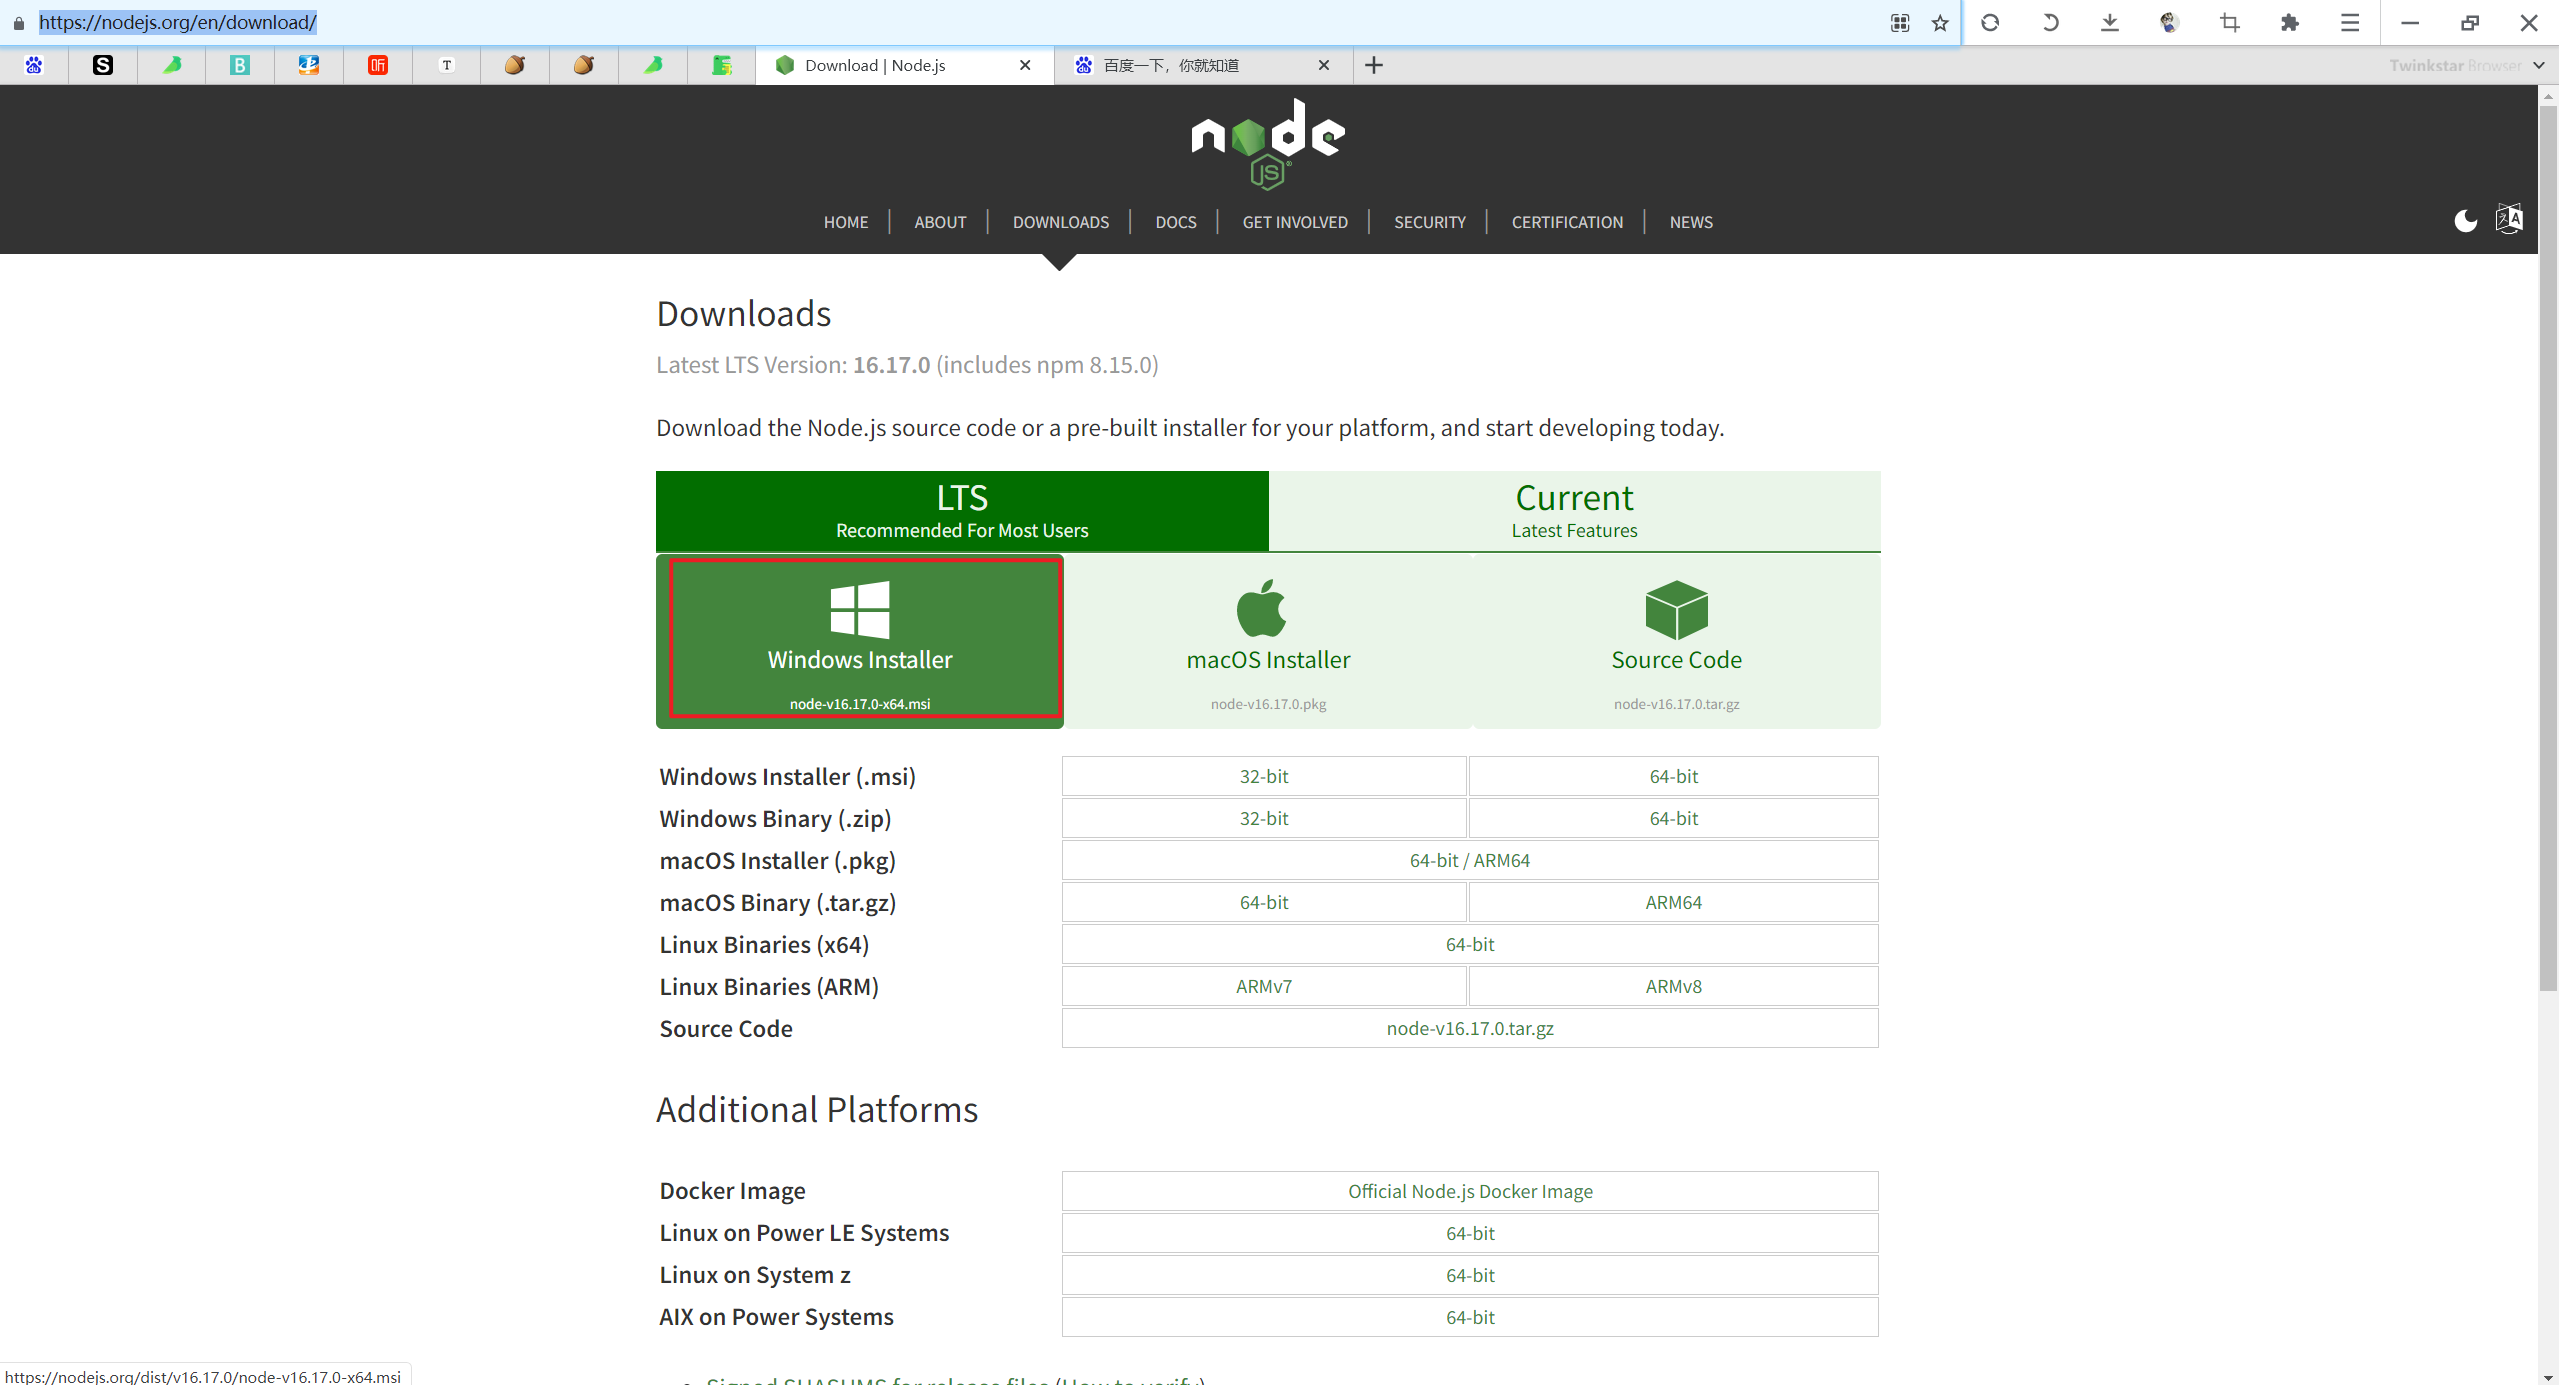 https://nodejs.org/en/download/
S
B
听
T
Download | Node.js
百度一下，你就知道
Twinkstar Browser
node
JS
HOME
ABOUT
DOWNLOADS
DOCS
GET INVOLVED
SECURITY
CERTIFICATION
NEWS
Downloads
Latest LTS Version: 16.17.0 (includes npm 8.15.0)
Download the Node.js source code or a pre-built installer for your platform, and start developing today.
LTS
Recommended For Most Users
Current
Latest Features
Windows Installer
node-v16.17.0-x64.msi
macOS Installer
node-v16.17.0.pkg
Source Code
node-v16.17.0.tar.gz
Windows Installer (.msi) 32-bit 64-bit
Windows Binary (.zip) 32-bit 64-bit
macOS Installer (.pkg) 64-bit / ARM64
macOS Binary (.tar.gz) 64-bit ARM64
Linux Binaries (x64) 64-bit
Linux Binaries (ARM) ARMv7 ARMv8
Source Code node-v16.17.0.tar.gz
Additional Platforms
Docker Image Official Node.js Docker Image
Linux on Power LE Systems 64-bit
Linux on System z 64-bit
AIX on Power Systems 64-bit
Signed SHASUMS for release files (How to verify)
https://nodejs.org/dist/v16.17.0/node-v16.17.0-x64.msi